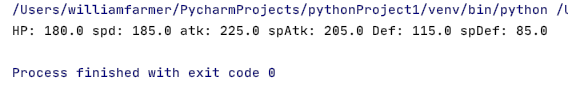 /Users/williamfarmer/PycharmProjects/pythonProject1/venv/bin/python /U
HP: 180.0 spd: 185.0 atk: 225.0 spAtk: 205.0 Def: 115.0 spDef: 85.0
Process finished with exit code 0